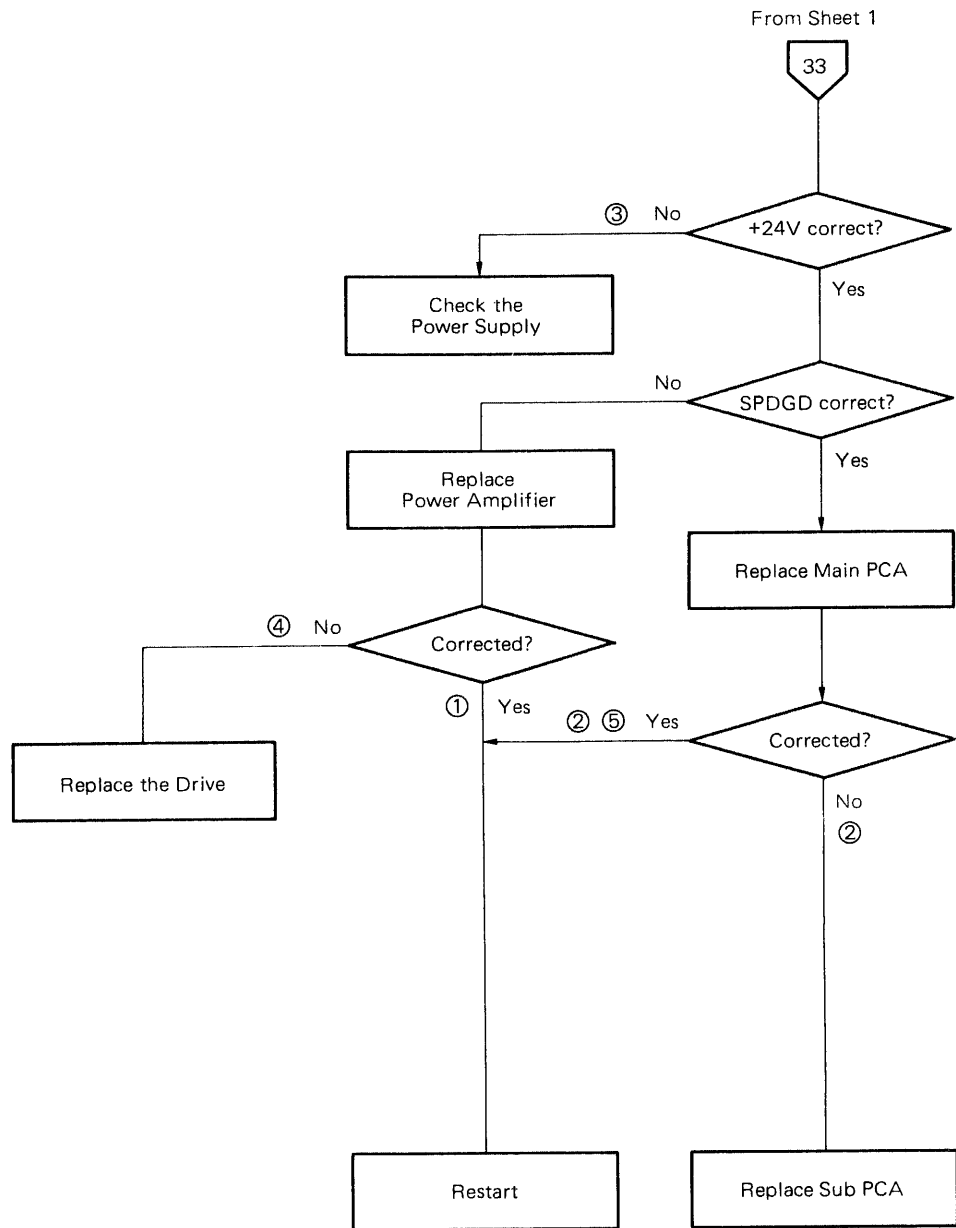 From Sheet 1
33
+24V correct?
③ No
Yes
Check the
Power Supply
SPDGD correct?
No
Yes
Replace
Power Amplifier
Replace Main PCA
Corrected?
④ No
① Yes
Corrected?
② ⑤ Yes
No
②
Replace the Drive
Restart
Replace Sub PCA